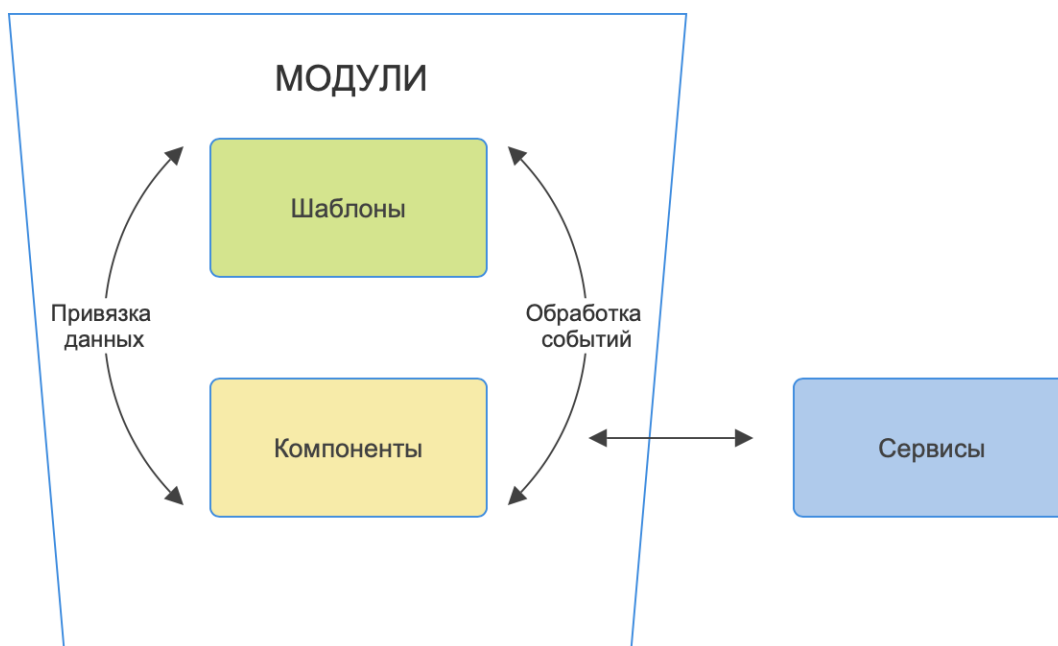 МОДУЛИ
Шаблоны
Привязка
данных
Обработка
событий
Компоненты
Сервисы